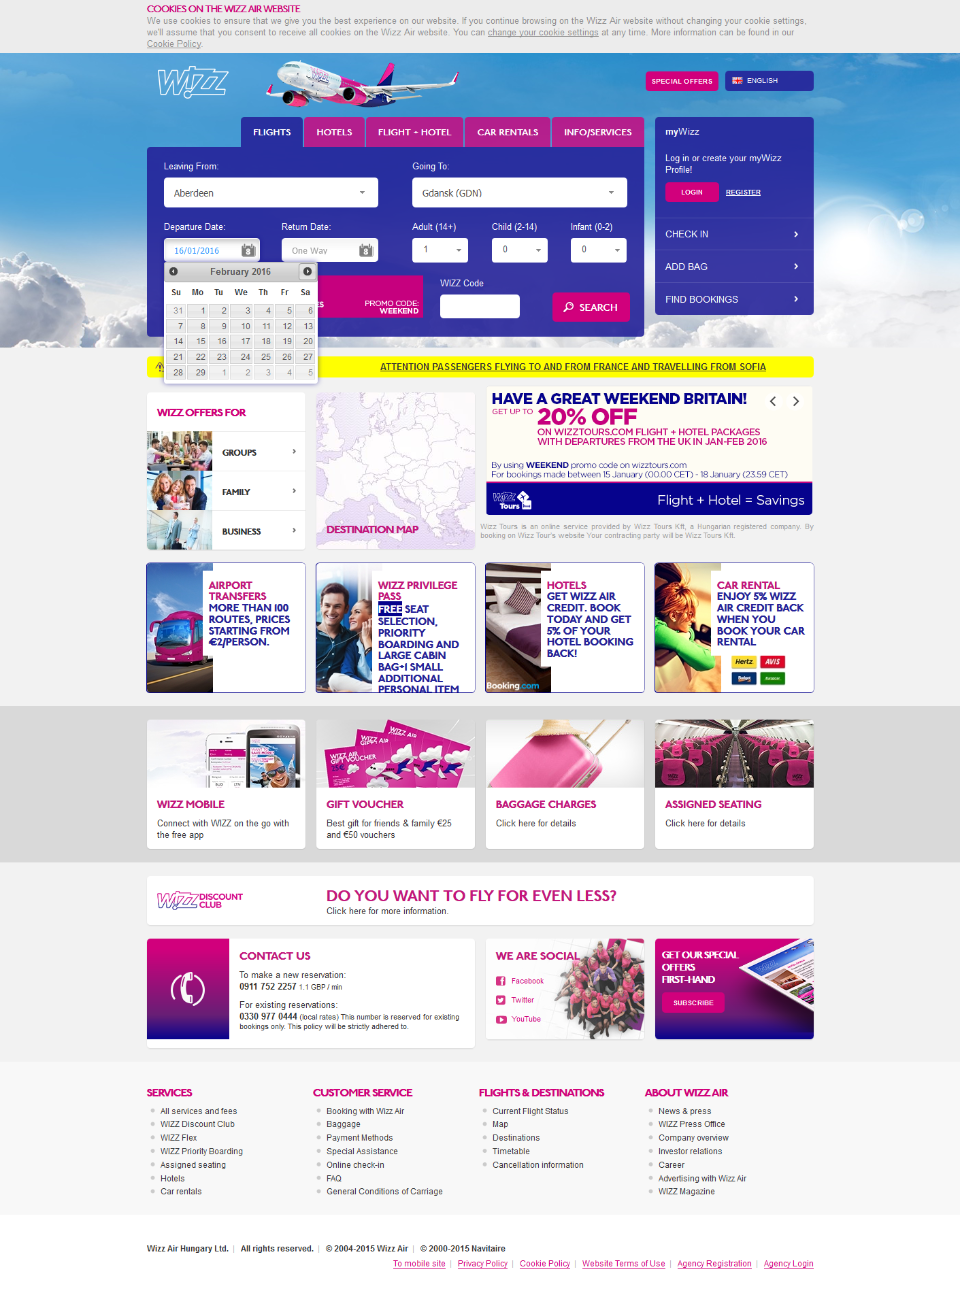 COOKIES ON THE WIZZ AIR WEBSITE
We use cookies to ensure that we give you the best experience on our website. If you continue browsing on the Wizz Air website without changing your cookie settings,
we'll assume that you consent to receive all cookies on the Wizz Air website. You can change your cookie settings at any time. More information can be found in our
Cookie Policy.
WIZZ
SPECIAL OFFERS
ENGLISH
FLIGHTS HOTELS FLIGHT + HOTEL CAR RENTALS INFO/SERVICES
myWizz
Log in or create your myWizz
Profile!
LOGIN REGISTER
CHECK IN
ADD BAG
FIND BOOKINGS
Leaving From: Going To:
Aberdeen Gdansk (GDN)
Departure Date: Return Date: Adult (14+) Child (2-14) Infant (0-2)
16/01/2016 One Way 1 0 0
February 2016
Su Mo Tu We Th Fr Sa
31 1 2 3 4 5 6
7 8 9 10 11 12 13
14 15 16 17 18 19 20
21 22 23 24 25 26 27
28 29 1 2 3 4 5
PROMO CODE:
WEEKEND
WIZZ Code
SEARCH
ATTENTION PASSENGERS FLYING TO AND FROM FRANCE AND TRAVELLING FROM SOFIA
WIZZ OFFERS FOR
GROUPS
FAMILY
BUSINESS
DESTINATION MAP
HAVE A GREAT WEEKEND BRITAIN!
GET UP TO 20% OFF
ON WIZZTOURS.COM FLIGHT + HOTEL PACKAGES
WITH DEPARTURES FROM THE UK IN JAN-FEB 2016
By using WEEKEND promo code on wizztours.com
For bookings made between 15 January (00.00 CET) - 18 January (23.59 CET)
WIZZ Tours
Flight + Hotel = Savings
Wizz Tours is an online service provided by Wizz Tours Kft, a Hungarian registered company. By
booking on Wizz Tour's website Your contracting party will be Wizz Tours Kft.
AIRPORT
TRANSFERS
MORE THAN 100
ROUTES, PRICES
STARTING FROM
€2/PERSON.
WIZZ PRIVILEGE
PASS
FREE SEAT
SELECTION,
PRIORITY
BOARDING AND
LARGE CABIN
BAG+1 SMALL
ADDITIONAL
PERSONAL ITEM
HOTELS
GET WIZZ AIR
CREDIT. BOOK
TODAY AND GET
5% OF YOUR
HOTEL BOOKING
BACK!
Booking.com
CAR RENTAL
ENJOY 5% WIZZ
AIR CREDIT BACK
WHEN YOU
BOOK YOUR CAR
RENTAL
Hertz AVIS
Budget
WIZZ MOBILE
Connect with WIZZ on the go with
the free app
WIZZ AIR
GIFT VOUCHER
GIFT VOUCHER
Best gift for friends & family €25
and €50 vouchers
BAGGAGE CHARGES
Click here for details
ASSIGNED SEATING
Click here for details
WIZZ DISCOUNT
CLUB
DO YOU WANT TO FLY FOR EVEN LESS?
Click here for more information.
CONTACT US
To make a new reservation:
0911 752 2257 1.1 GBP / min
For existing reservations:
0330 977 0444 (local rates) This number is reserved for existing
bookings only. This policy will be strictly adhered to.
WE ARE SOCIAL
Facebook
Twitter
YouTube
GET OUR SPECIAL
OFFERS
FIRST-HAND
SUBSCRIBE
SERVICES
All services and fees
WIZZ Discount Club
WIZZ Flex
WIZZ Priority Boarding
Assigned seating
Hotels
Car rentals
CUSTOMER SERVICE
Booking with Wizz Air
Baggage
Payment Methods
Special Assistance
Online check-in
FAQ
General Conditions of Carriage
FLIGHTS & DESTINATIONS
Current Flight Status
Map
Destinations
Timetable
Cancellation information
ABOUT WIZZ AIR
News & press
WIZZ Press Office
Company overview
Investor relations
Career
Advertising with Wizz Air
WIZZ Magazine
Wizz Air Hungary Ltd. | All rights reserved. | © 2004-2015 Wizz Air | © 2000-2015 Navitaire
To mobile site | Privacy Policy | Cookie Policy | Website Terms of Use | Agency Registration | Agency Login